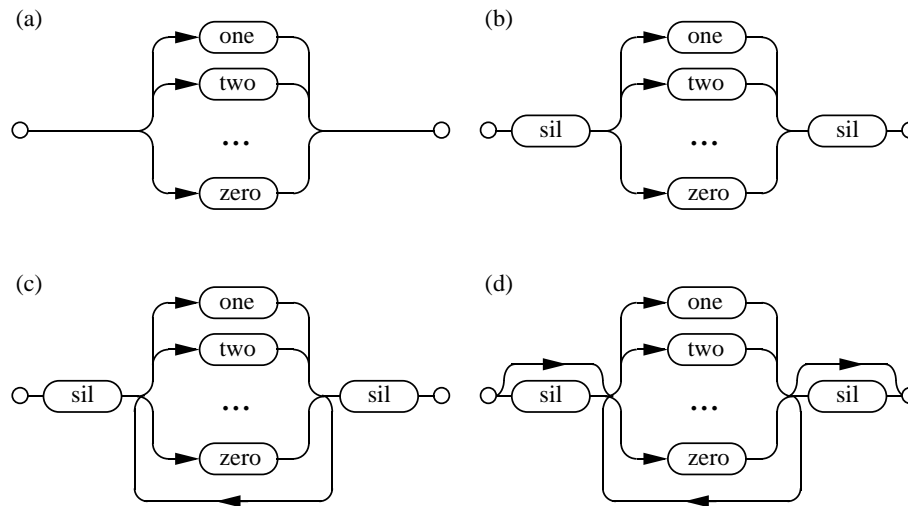 (a)
one
two
...
zero
(b)
one
two
sil
...
sil
zero
(c)
one
two
sil
...
sil
zero
(d)
one
two
sil
...
sil
zero